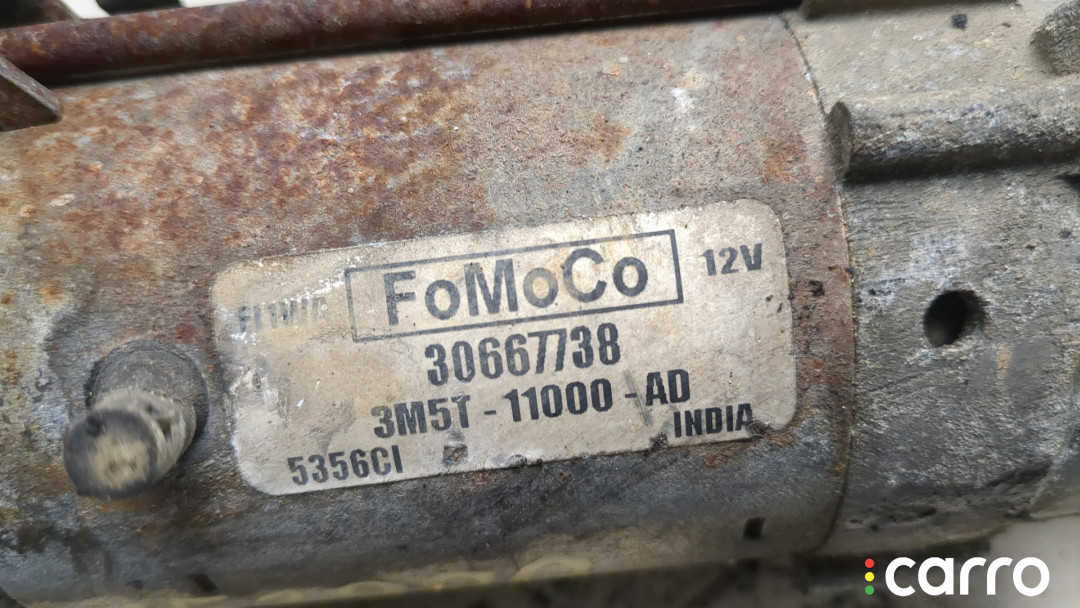 FoMoCo 12V
30667738
3M5T-11000-AD
5356CI INDIA
carro